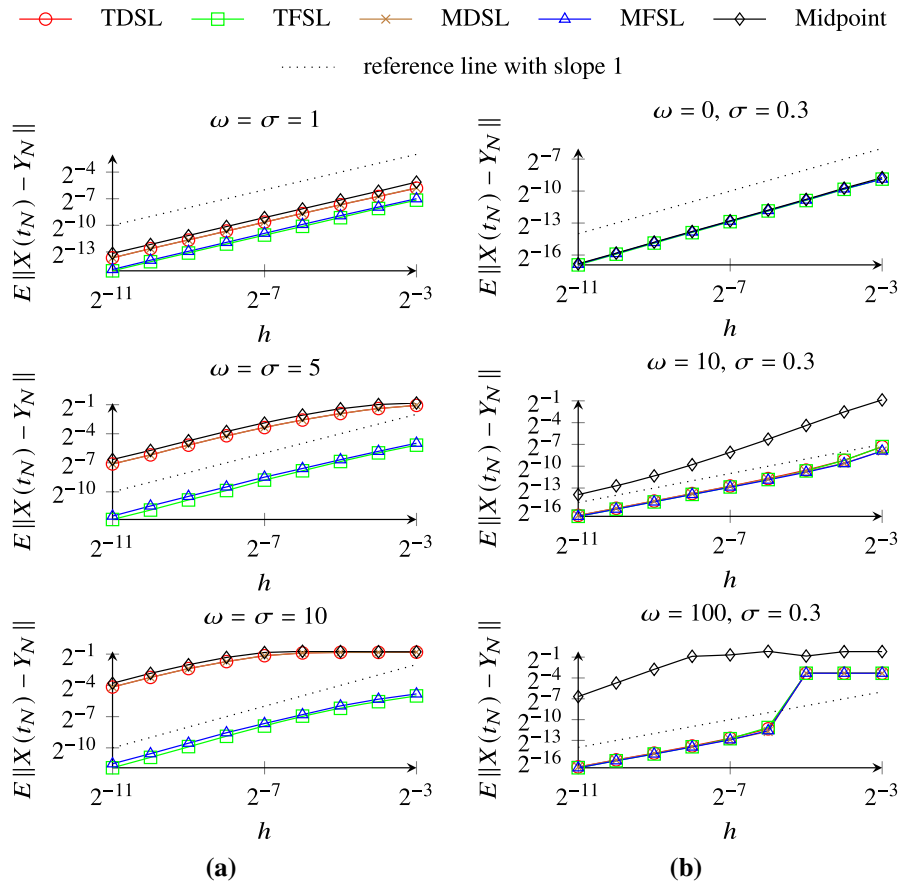 TDSL TFSL MDSL MFSL Midpoint
reference line with slope 1
ω = σ = 1
E ∥X(t_N) − Y_N∥
2^−4
2^−7
2^−10
2^−13
2^−11 2^−7 2^−3
h
ω = 0, σ = 0.3
E ∥X(t_N) − Y_N∥
2^−7
2^−10
2^−13
2^−16
2^−11 2^−7 2^−3
h
ω = σ = 5
E ∥X(t_N) − Y_N∥
2^−1
2^−4
2^−7
2^−10
2^−11 2^−7 2^−3
h
ω = 10, σ = 0.3
E ∥X(t_N) − Y_N∥
2^−1
2^−4
2^−7
2^−10
2^−13
2^−16
2^−11 2^−7 2^−3
h
ω = σ = 10
E ∥X(t_N) − Y_N∥
2^−1
2^−4
2^−7
2^−10
2^−11 2^−7 2^−3
h
ω = 100, σ = 0.3
E ∥X(t_N) − Y_N∥
2^−1
2^−4
2^−7
2^−10
2^−13
2^−16
2^−11 2^−7 2^−3
h
(a) (b)